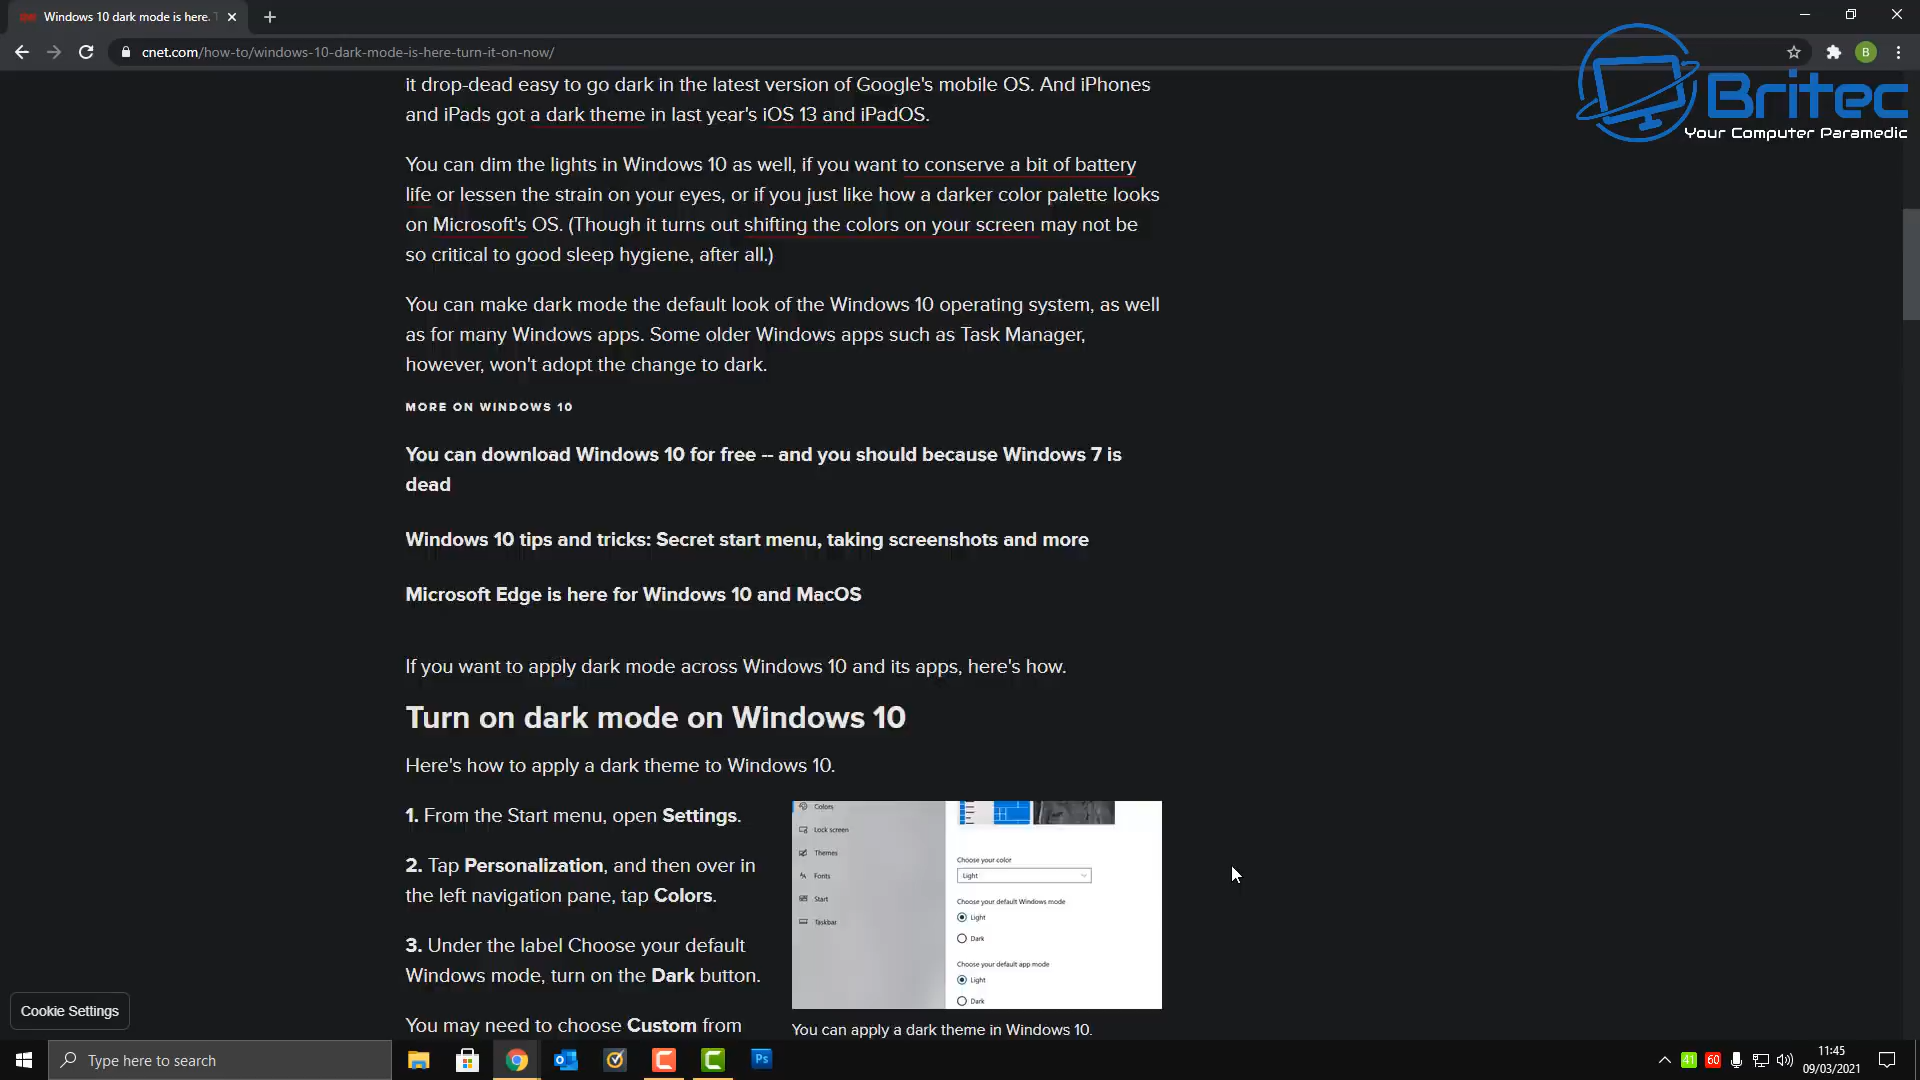 Windows 10 dark mode is here. T
cnet.com/how-to/windows-10-dark-mode-is-here-turn-it-on-now/
B
Britec
Your Computer Paramedic
it drop-dead easy to go dark in the latest version of Google's mobile OS. And iPhones
and iPads got a dark theme in last year's iOS 13 and iPadOS.
You can dim the lights in Windows 10 as well, if you want to conserve a bit of battery
life or lessen the strain on your eyes, or if you just like how a darker color palette looks
on Microsoft's OS. (Though it turns out shifting the colors on your screen may not be
so critical to good sleep hygiene, after all.)
You can make dark mode the default look of the Windows 10 operating system, as well
as for many Windows apps. Some older Windows apps such as Task Manager,
however, won't adopt the change to dark.
MORE ON WINDOWS 10
You can download Windows 10 for free -- and you should because Windows 7 is
dead
Windows 10 tips and tricks: Secret start menu, taking screenshots and more
Microsoft Edge is here for Windows 10 and MacOS
If you want to apply dark mode across Windows 10 and its apps, here's how.
Turn on dark mode on Windows 10
Here's how to apply a dark theme to Windows 10.
1. From the Start menu, open Settings.
2. Tap Personalization, and then over in
the left navigation pane, tap Colors.
3. Under the label Choose your default
Windows mode, turn on the Dark button.
You may need to choose Custom from
Colors
Lock screen
Themes
Fonts
Start
Taskbar
Choose your color
Light
Choose your default Windows mode
Light
Dark
Choose your default app mode
Light
Dark
You can apply a dark theme in Windows 10.
Cookie Settings
Type here to search
Ps
41
60
11:45
09/03/2021